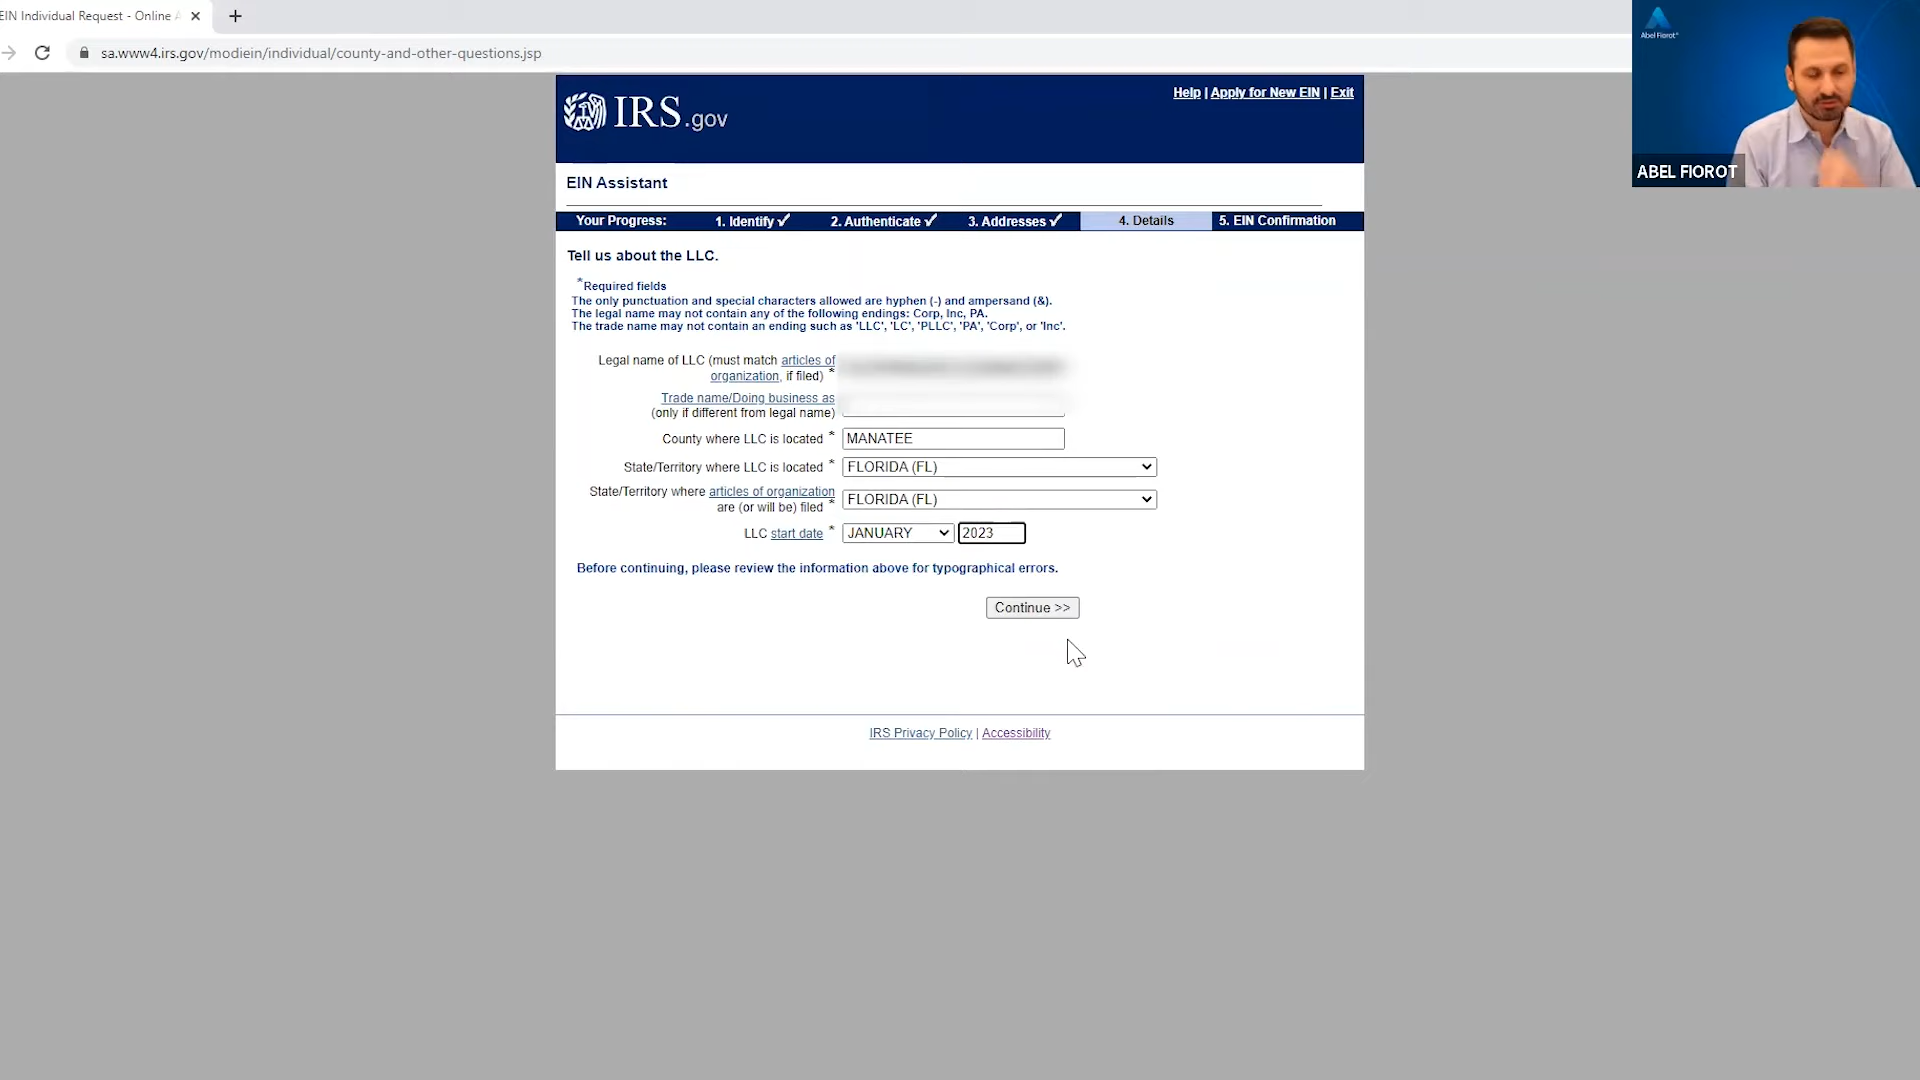 EIN Individual Request - Online
sa.www4.irs.gov/modiein/individual/county-and-other-questions.jsp
Abel Fiorot
ABEL FIOROT
IRS.gov
Help | Apply for New EIN | Exit
EIN Assistant
Your Progress: 1. Identify ✓ 2. Authenticate ✓ 3. Addresses ✓ 4. Details 5. EIN Confirmation
Tell us about the LLC.
*Required fields
The only punctuation and special characters allowed are hyphen (-) and ampersand (&).
The legal name may not contain any of the following endings: Corp, Inc, PA.
The trade name may not contain an ending such as 'LLC', 'LC', 'PLLC', 'PA', 'Corp', or 'Inc'.
Legal name of LLC (must match articles of
organization, if filed) *
Trade name/Doing business as
(only if different from legal name)
County where LLC is located * MANATEE
State/Territory where LLC is located * FLORIDA (FL)
State/Territory where articles of organization
are (or will be) filed * FLORIDA (FL)
LLC start date * JANUARY 2023
Before continuing, please review the information above for typographical errors.
Continue >>
IRS Privacy Policy | Accessibility